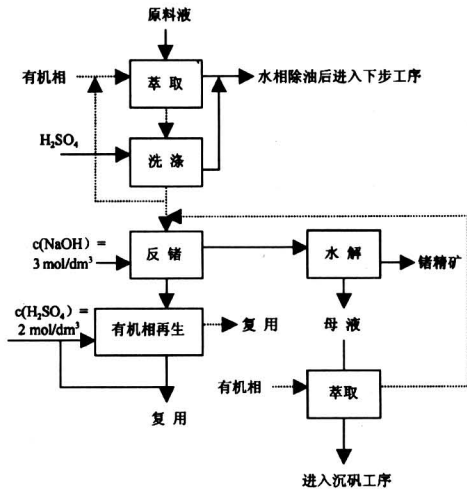 原料液
有机相
萃 取
水相除油后进入下步工序
H₂SO₄
洗 涤
c(NaOH) =
3 mol/dm³
反 锗
水 解
锗精矿
c(H₂SO₄) =
2 mol/dm³
有机相再生
复 用
母 液
有机相
萃取
复 用
进入沉矾工序